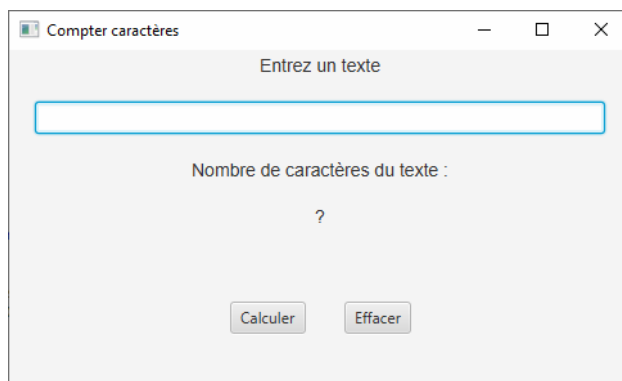 Compter caractères
Entrez un texte
Nombre de caractères du texte :
?
Calculer Effacer